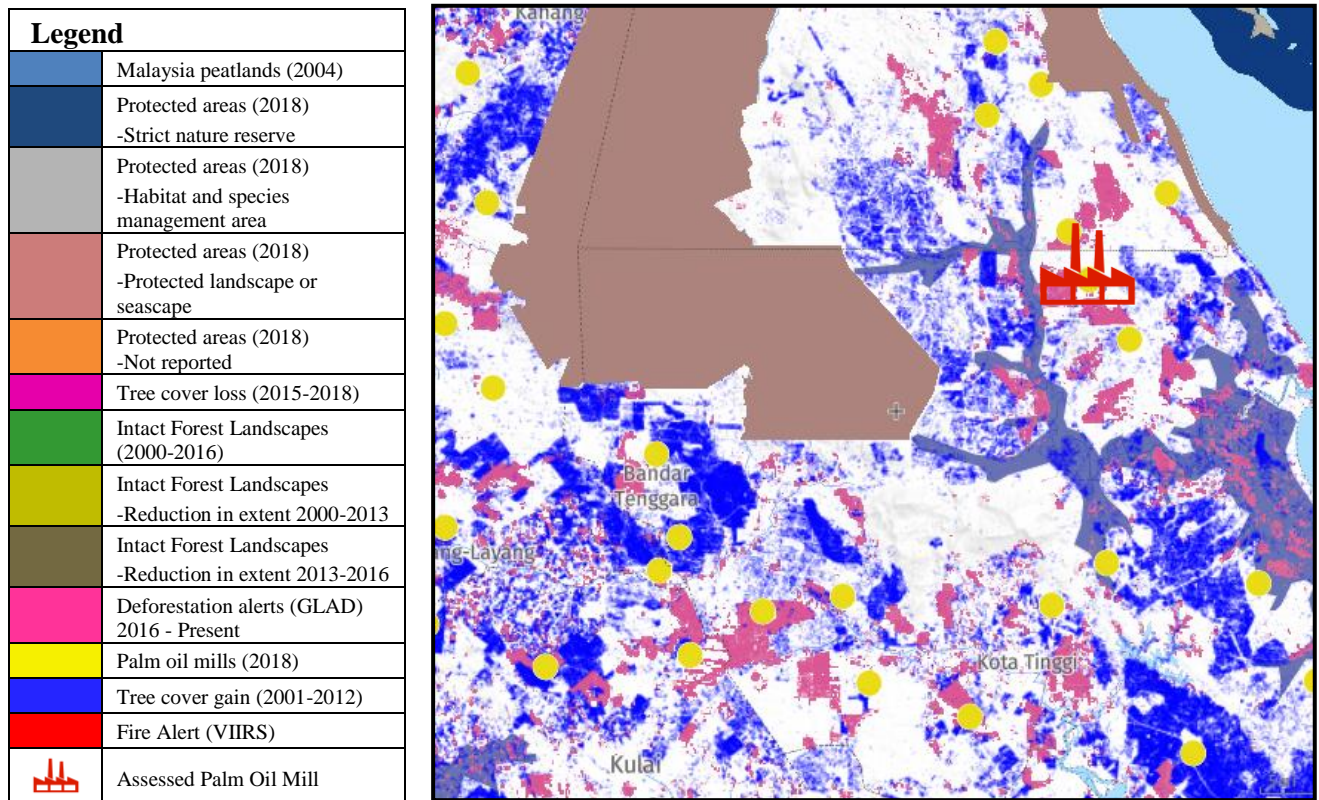 Legend
Malaysia peatlands (2004)
Protected areas (2018)
-Strict nature reserve
Protected areas (2018)
-Habitat and species
management area
Protected areas (2018)
-Protected landscape or
seascape
Protected areas (2018)
-Not reported
Tree cover loss (2015-2018)
Intact Forest Landscapes
(2000-2016)
Intact Forest Landscapes
-Reduction in extent 2000-2013
Intact Forest Landscapes
-Reduction in extent 2013-2016
Deforestation alerts (GLAD)
2016 - Present
Palm oil mills (2018)
Tree cover gain (2001-2012)
Fire Alert (VIIRS)
Assessed Palm Oil Mill
Kahang
Bandar
Tenggara
ng-Layang
Kota Tinggi
Kulai